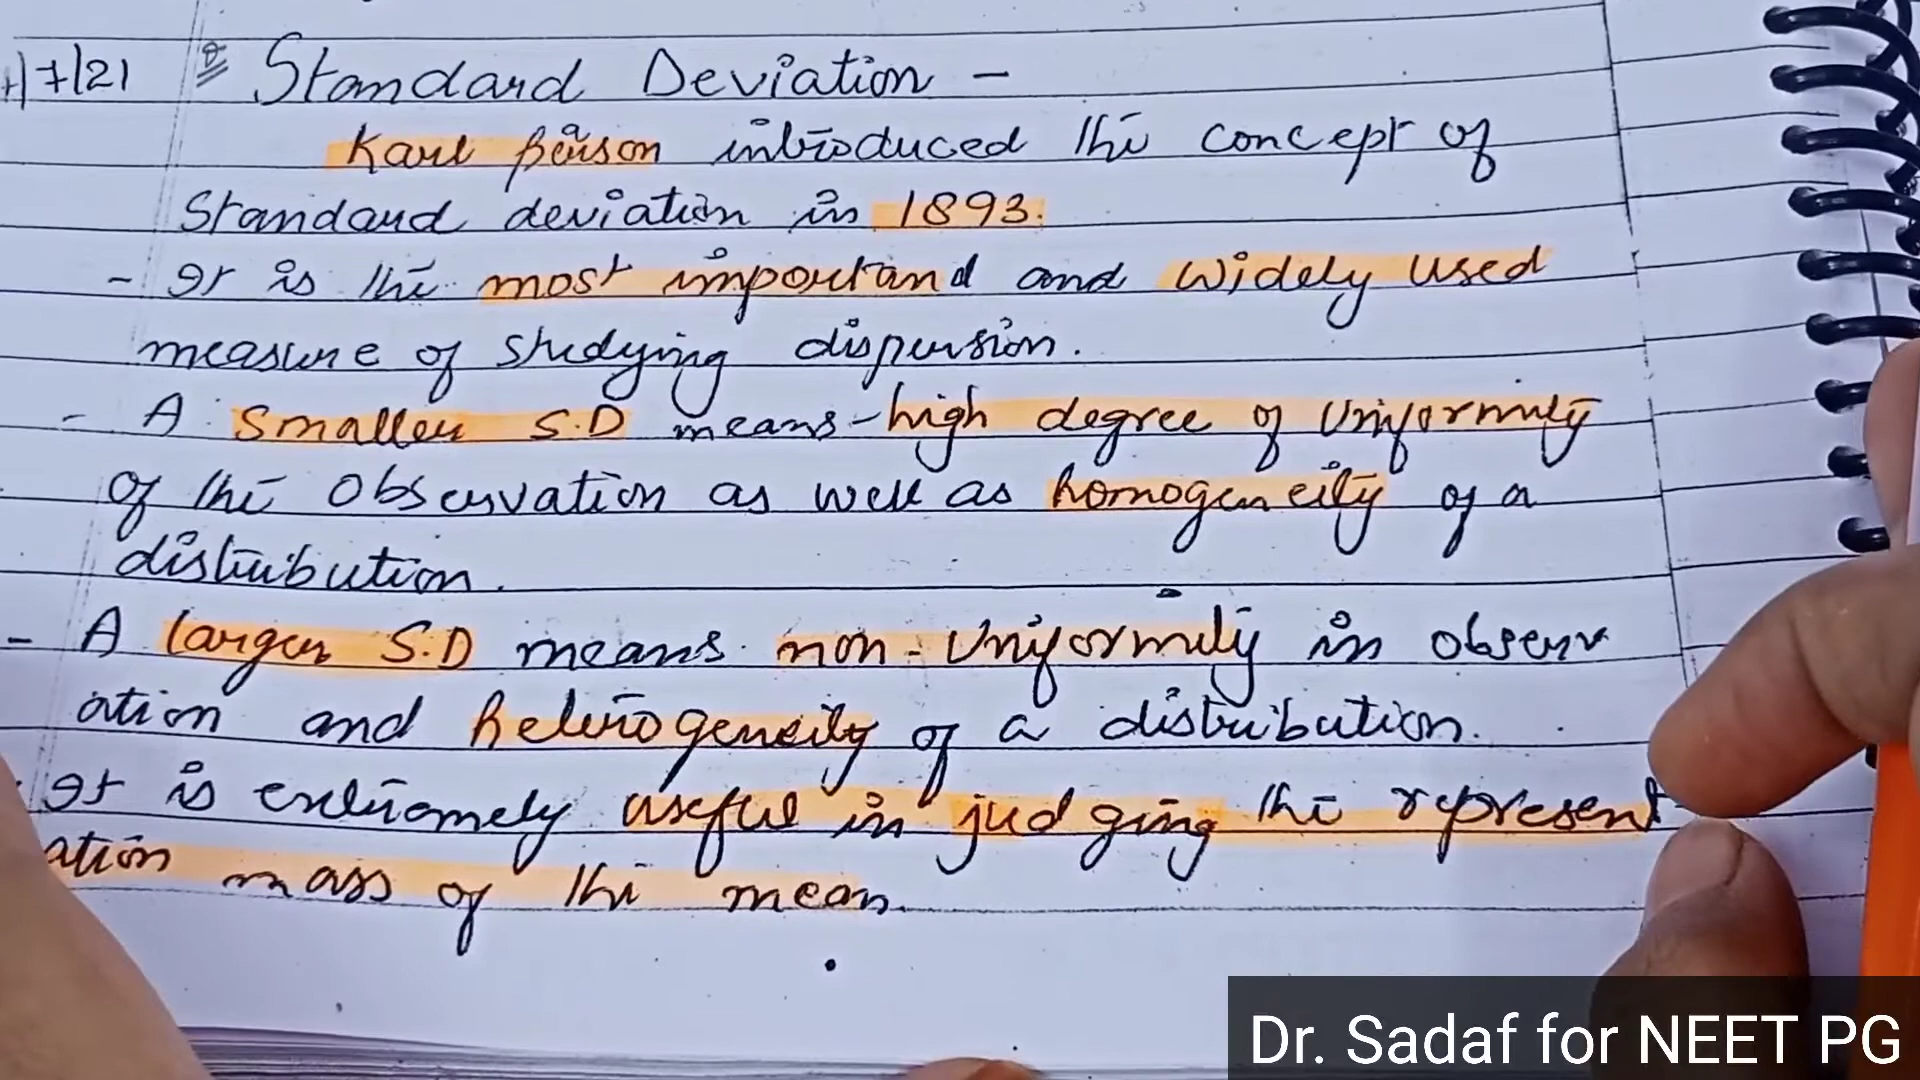 /7/21 Standard Deviation -
Karl pearson introduced the concept of
Standard deviation in 1893.
- It is the most important and widely used
measure of studying dispersion.
- A smaller S.D means - high degree of Uniformity
of the Observation as well as homogeneity of a
distribution.
- A larger S.D means non-Uniformity in observ
ation and heterogeneity of a distribution.
It is extremely useful in judging the represent
ation mass of the mean.
Dr. Sadaf for NEET PG